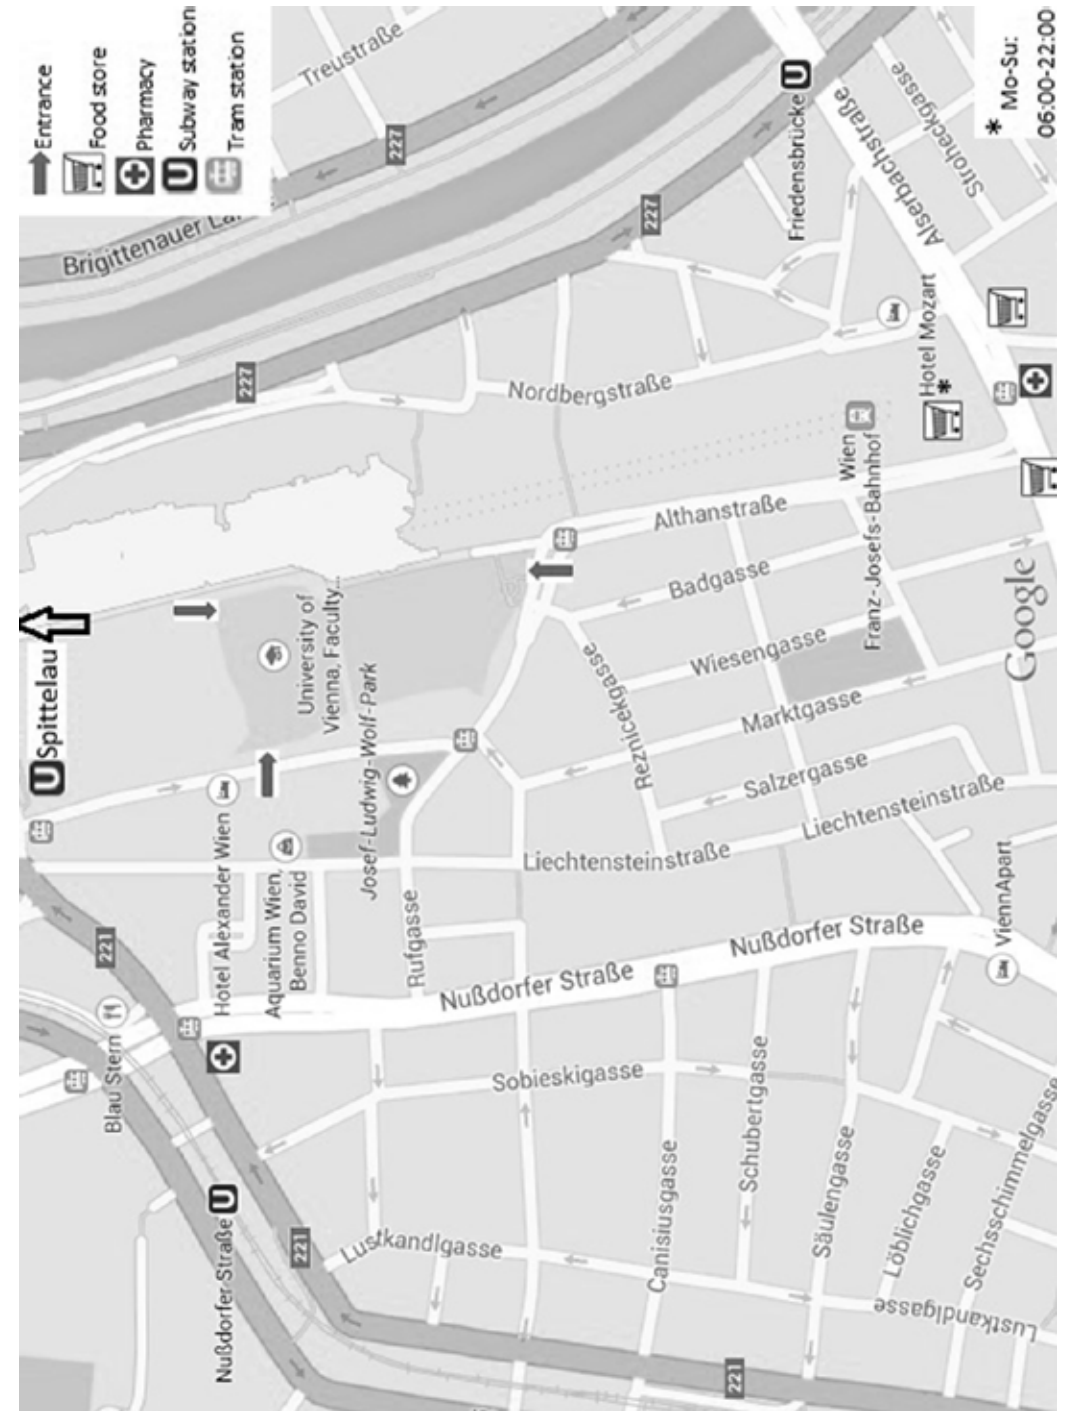 Entrance
Food store
Pharmacy
Subway station
Tram station
* Mo-Su:
06:00-22:00
Treustraße
227
Brigittenauer
Friedensbrücke
U
Alserbachstraße
Stroheckgasse
227
227
Nordbergstraße
Hotel Mozart
*
Wien
Franz-Josefs-Bahnhof
Althanstraße
Badgasse
Wiesengasse
Marktgasse
Salzergasse
Reznicekgasse
Liechtensteinstraße
Liechtensteinstraße
Google
U Spittelau
University of
Vienna, Faculty...
Josef-Ludwig-Wolf-Park
Hotel Alexander Wien
Aquarium Wien,
Benno David
Rufgasse
221
Blau Stern
Nußdorfer Straße
Nußdorfer Straße
ViennApart
Sobieskigasse
Schubertgasse
Canisiusgasse
Säulengasse
Löblichgasse
Sechsschimmelgasse
Nußdorfer Straße U
221
Lustkandlgasse
Lustkandlgasse
221